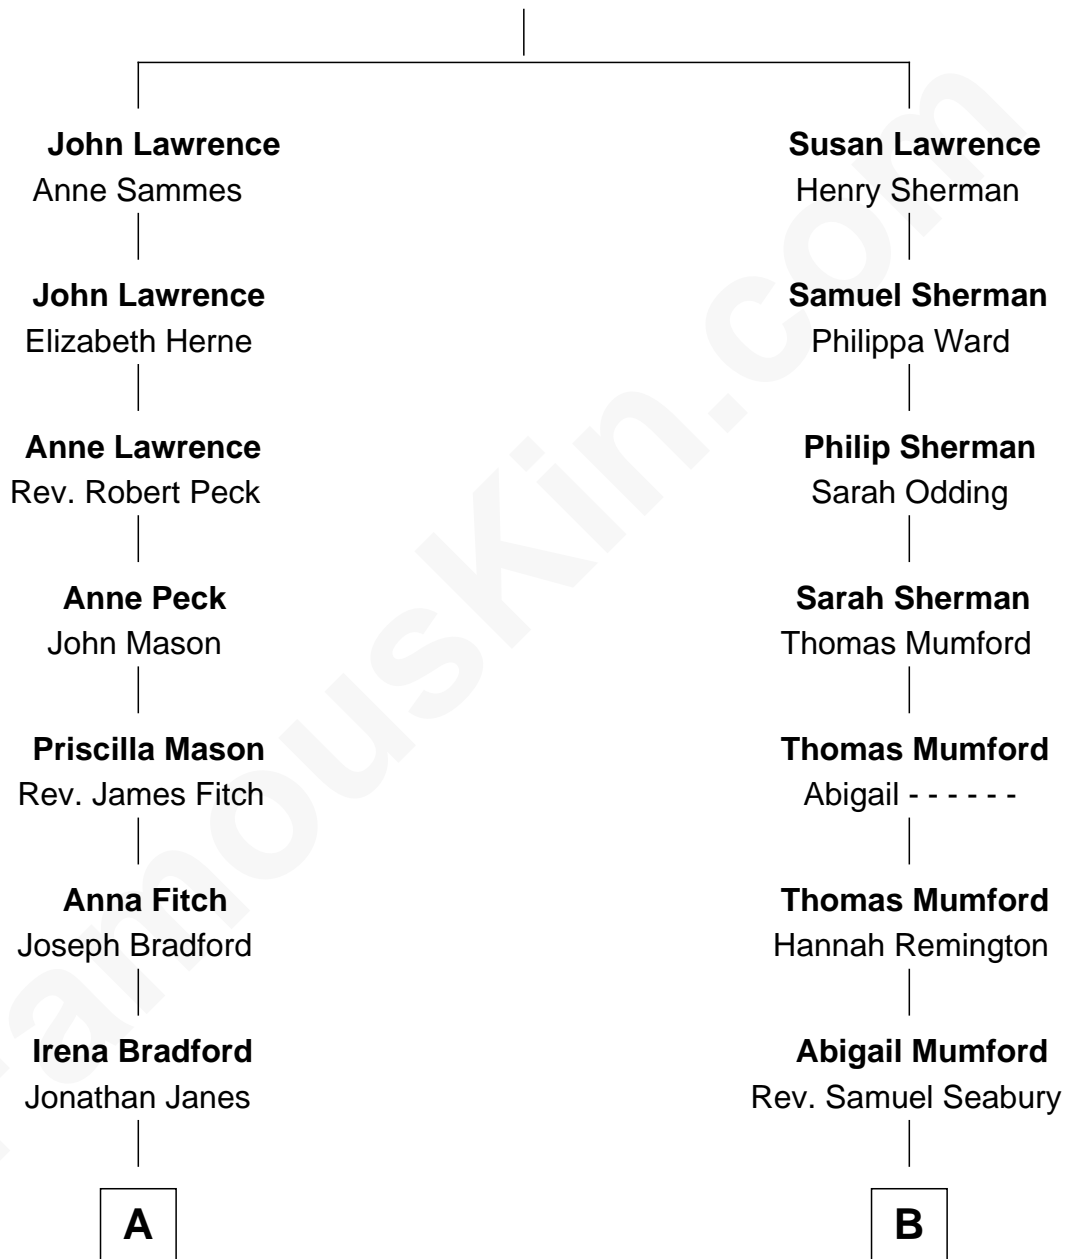 John Lawrence
Anne Sammes
John Lawrence
Elizabeth Herne
Anne Lawrence
Rev. Robert Peck
Anne Peck
John Mason
Priscilla Mason
Rev. James Fitch
Anna Fitch
Joseph Bradford
Irena Bradford
Jonathan Janes
A
Susan Lawrence
Henry Sherman
Samuel Sherman
Philippa Ward
Philip Sherman
Sarah Odding
Sarah Sherman
Thomas Mumford
Thomas Mumford
Abigail - - - - - -
Thomas Mumford
Hannah Remington
Abigail Mumford
Rev. Samuel Seabury
B
FamousKin.com